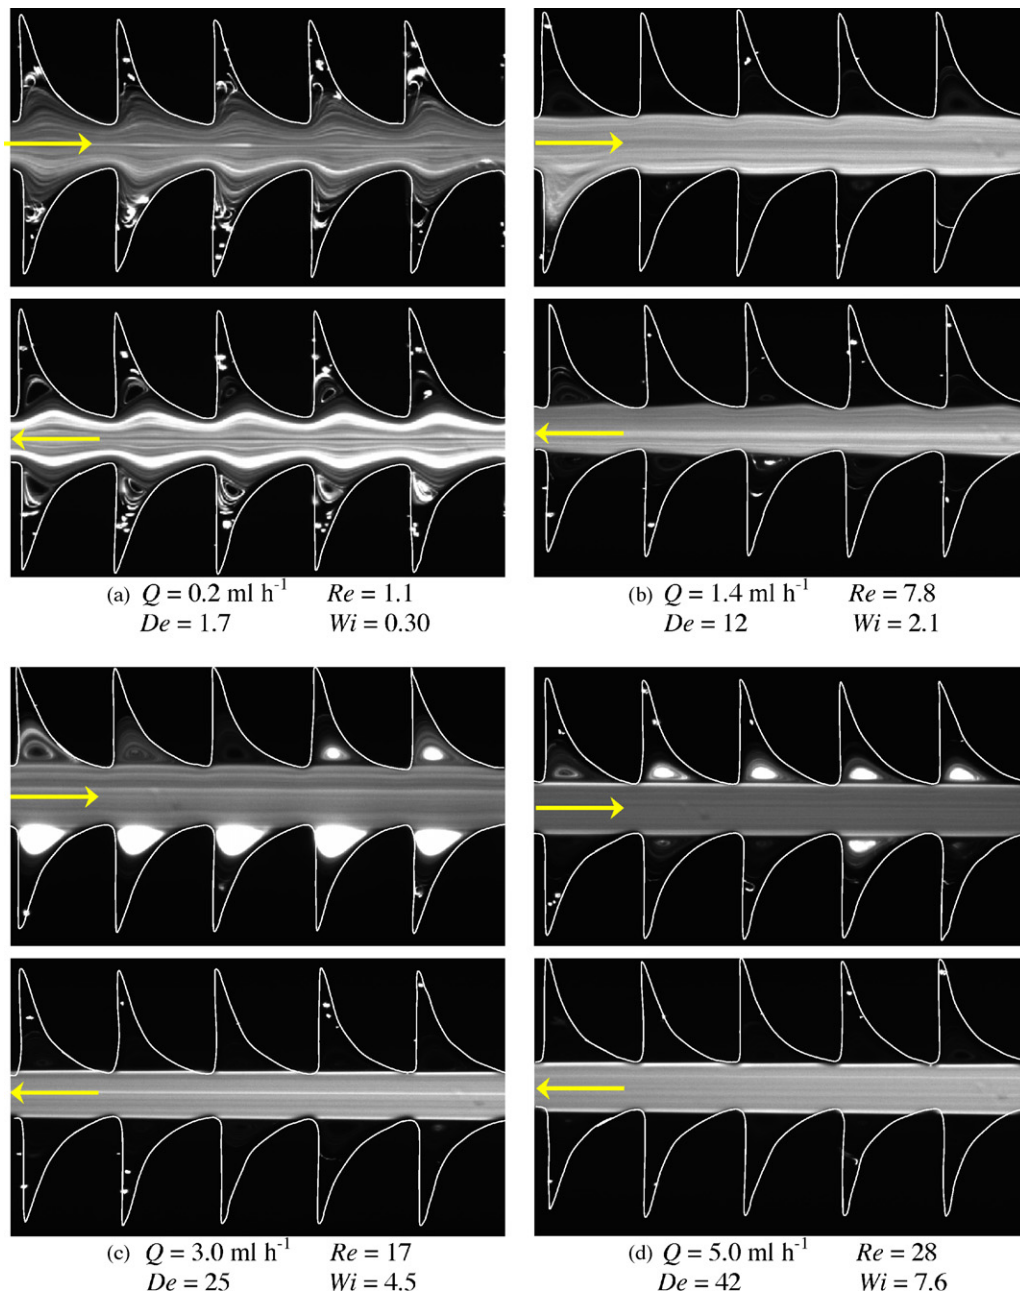 (a) Q = 0.2 ml h⁻¹ Re = 1.1
De = 1.7 Wi = 0.30
(b) Q = 1.4 ml h⁻¹ Re = 7.8
De = 12 Wi = 2.1
(c) Q = 3.0 ml h⁻¹ Re = 17
De = 25 Wi = 4.5
(d) Q = 5.0 ml h⁻¹ Re = 28
De = 42 Wi = 7.6